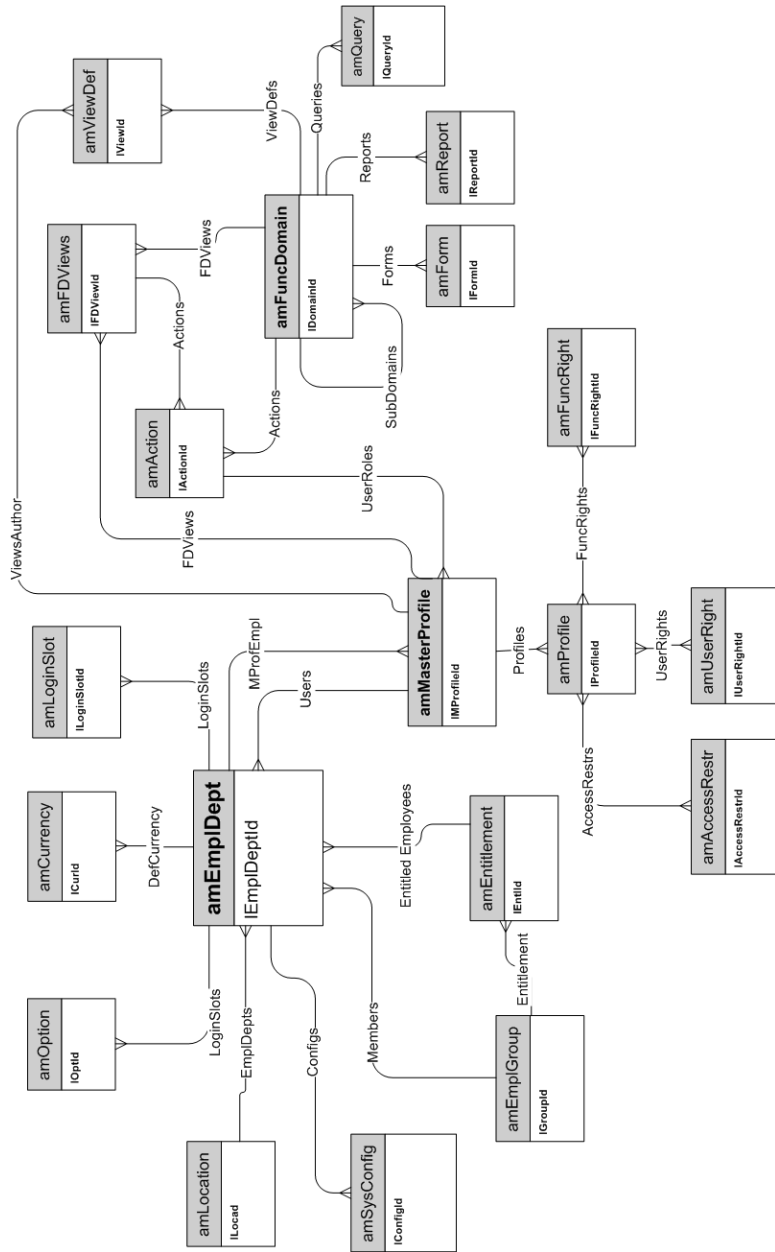 ViewsAuthor
amOption
lOptId
amCurrency
lCurId
amLoginSlot
lLoginSlotId
amFDViews
lFDViewId
amViewDef
lViewId
LoginSlots
DefCurrency
LoginSlots
FDViews
Actions
amAction
lActionId
FDViews
ViewDefs
amLocation
lLocad
EmplDepts
amEmplDept
lEmplDeptId
MProfEmpl
UserRoles
Actions
amFuncDomain
lDomainId
Queries
amQuery
lQueryId
Configs
Users
SubDomains
Forms
Reports
amSysConfig
lConfigId
Members
Entitled Employees
amMasterProfile
lMProfileId
amForm
lFormId
amReport
lReportId
amEmplGroup
lGroupId
Entitlement
amEntitlement
lEntlId
Profiles
AccessRestrs
amProfile
lProfileId
FuncRights
amFuncRight
lFuncRightId
UserRights
amAccessRestr
lAccessRestrId
amUserRight
lUserRightId